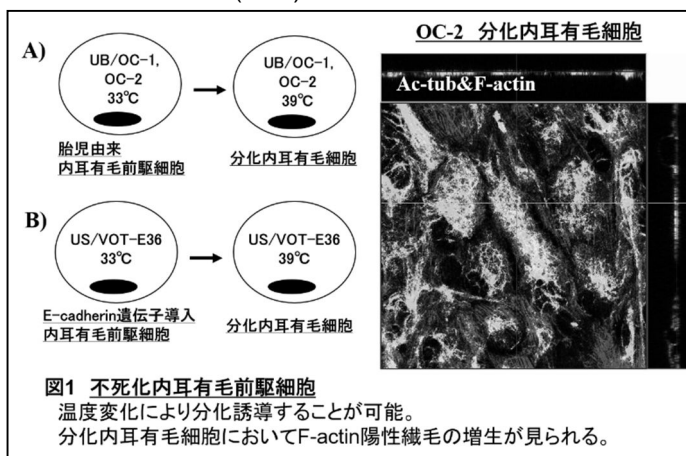 A)
UB/OC-1,
OC-2
33℃
胎児由来
内耳有毛前駆細胞
UB/OC-1,
OC-2
39℃
分化内耳有毛細胞
B)
US/VOT-E36
33℃
E-cadherin遺伝子導入
内耳有毛前駆細胞
US/VOT-E36
39℃
分化内耳有毛細胞
OC-2 分化内耳有毛細胞
Ac-tub&F-actin
図1 不死化内耳有毛前駆細胞
温度変化により分化誘導することが可能。
分化内耳有毛細胞においてF-actin陽性繊毛の増生が見られる。